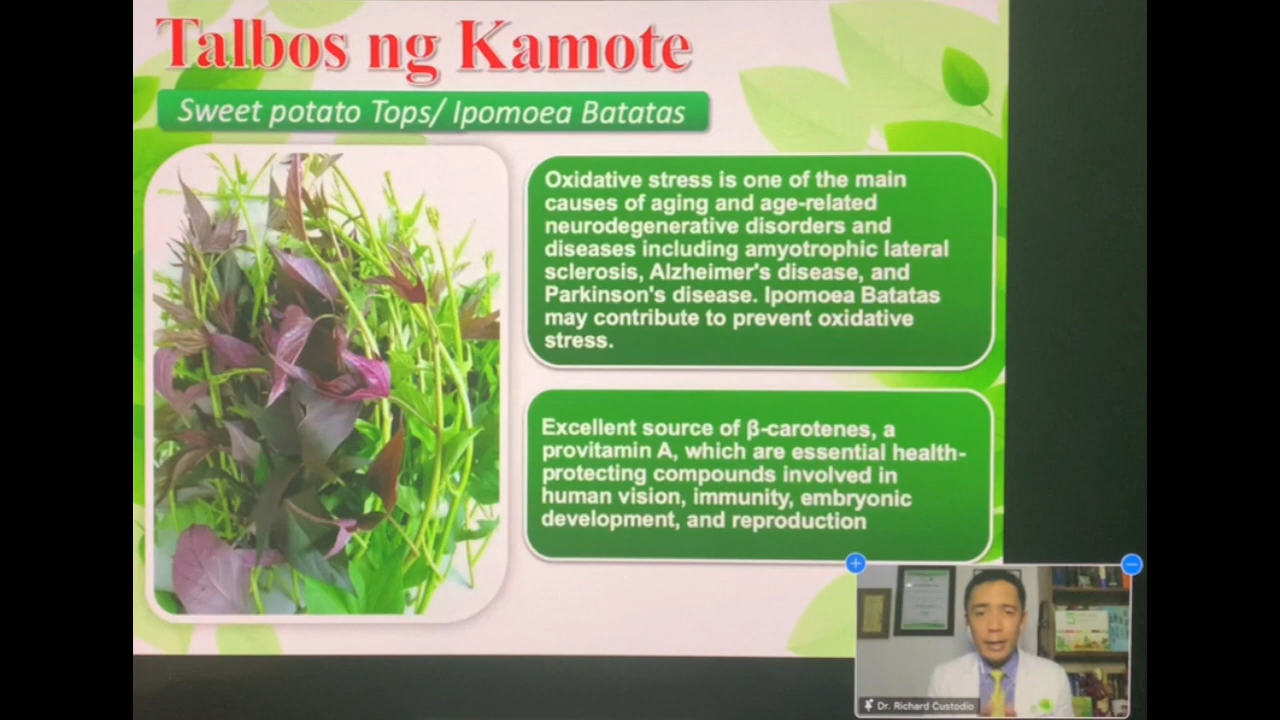 Talbos ng Kamote
Sweet potato Tops/ Ipomoea Batatas
Oxidative stress is one of the main
causes of aging and age-related
neurodegenerative disorders and
diseases including amyotrophic lateral
sclerosis, Alzheimer's disease, and
Parkinson's disease. Ipomoea Batatas
may contribute to prevent oxidative
stress.
Excellent source of β-carotenes, a
provitamin A, which are essential health-
protecting compounds involved in
human vision, immunity, embryonic
development, and reproduction
Dr. Richard Custodio